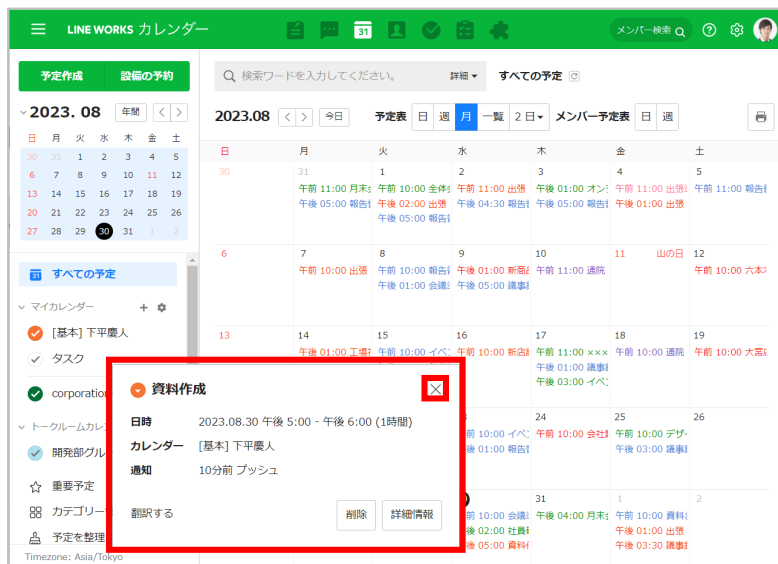 LINE WORKS カレンダー
31
メンバー検索
予定作成 設備の予約
検索ワードを入力してください。 詳細 すべての予定
2023. 08 年間
2023.08 今日 予定表 日 週 月 一覧 2日 メンバー予定表 日 週
日 月 火 水 木 金 土
30 31 1 2 3 4 5
6 7 8 9 10 11 12
13 14 15 16 17 18 19
20 21 22 23 24 25 26
27 28 29 30 31 1 2
31 すべての予定
マイカレンダー
[基本] 下平慶人
タスク
corporation
トークルームカレン
開発部グル
重要予定
カテゴリー
予定を整理
Timezone: Asia/Tokyo
日 月 火 水 木 金 土
30 31 1 2 3 4 5
午前 11:00 月末 午前 10:00 全体 午前 11:00 出張 午後 01:00 オン 午前 11:00 出張 午前 11:00 報告
午後 05:00 報告 午後 02:00 出張 午後 04:30 報告 午後 05:00 報告 午後 01:00 出張
午後 05:00 報告
6 7 8 9 10 11 山の日 12
午前 10:00 出張 午前 10:00 報告 午後 01:00 新商品 午前 11:00 通院 午前 10:00 六本
午後 01:00 会議 午後 05:00 議事
13 14 15 16 17 18 19
午後 01:00 工場 午前 10:00 イベ 午前 10:00 新店 午前 11:00 ××× 午前 10:00 通院 午前 10:00 大宮
午後 01:00 議事
午後 03:00 イベ
24 25 26
前 10:00 イベ 午前 10:00 会社 午前 10:00 デザ
後 01:00 報告 午後 03:00 議事
31 1 2
前 10:00 会議 午後 04:00 月末 午前 10:00 資料
後 02:00 社員 午後 01:00 出張
後 05:00 資料 午後 03:30 議事
資料作成
日時 2023.08.30 午後 5:00 - 午後 6:00 (1時間)
カレンダー [基本] 下平慶人
通知 10分前 プッシュ
翻訳する 削除 詳細情報